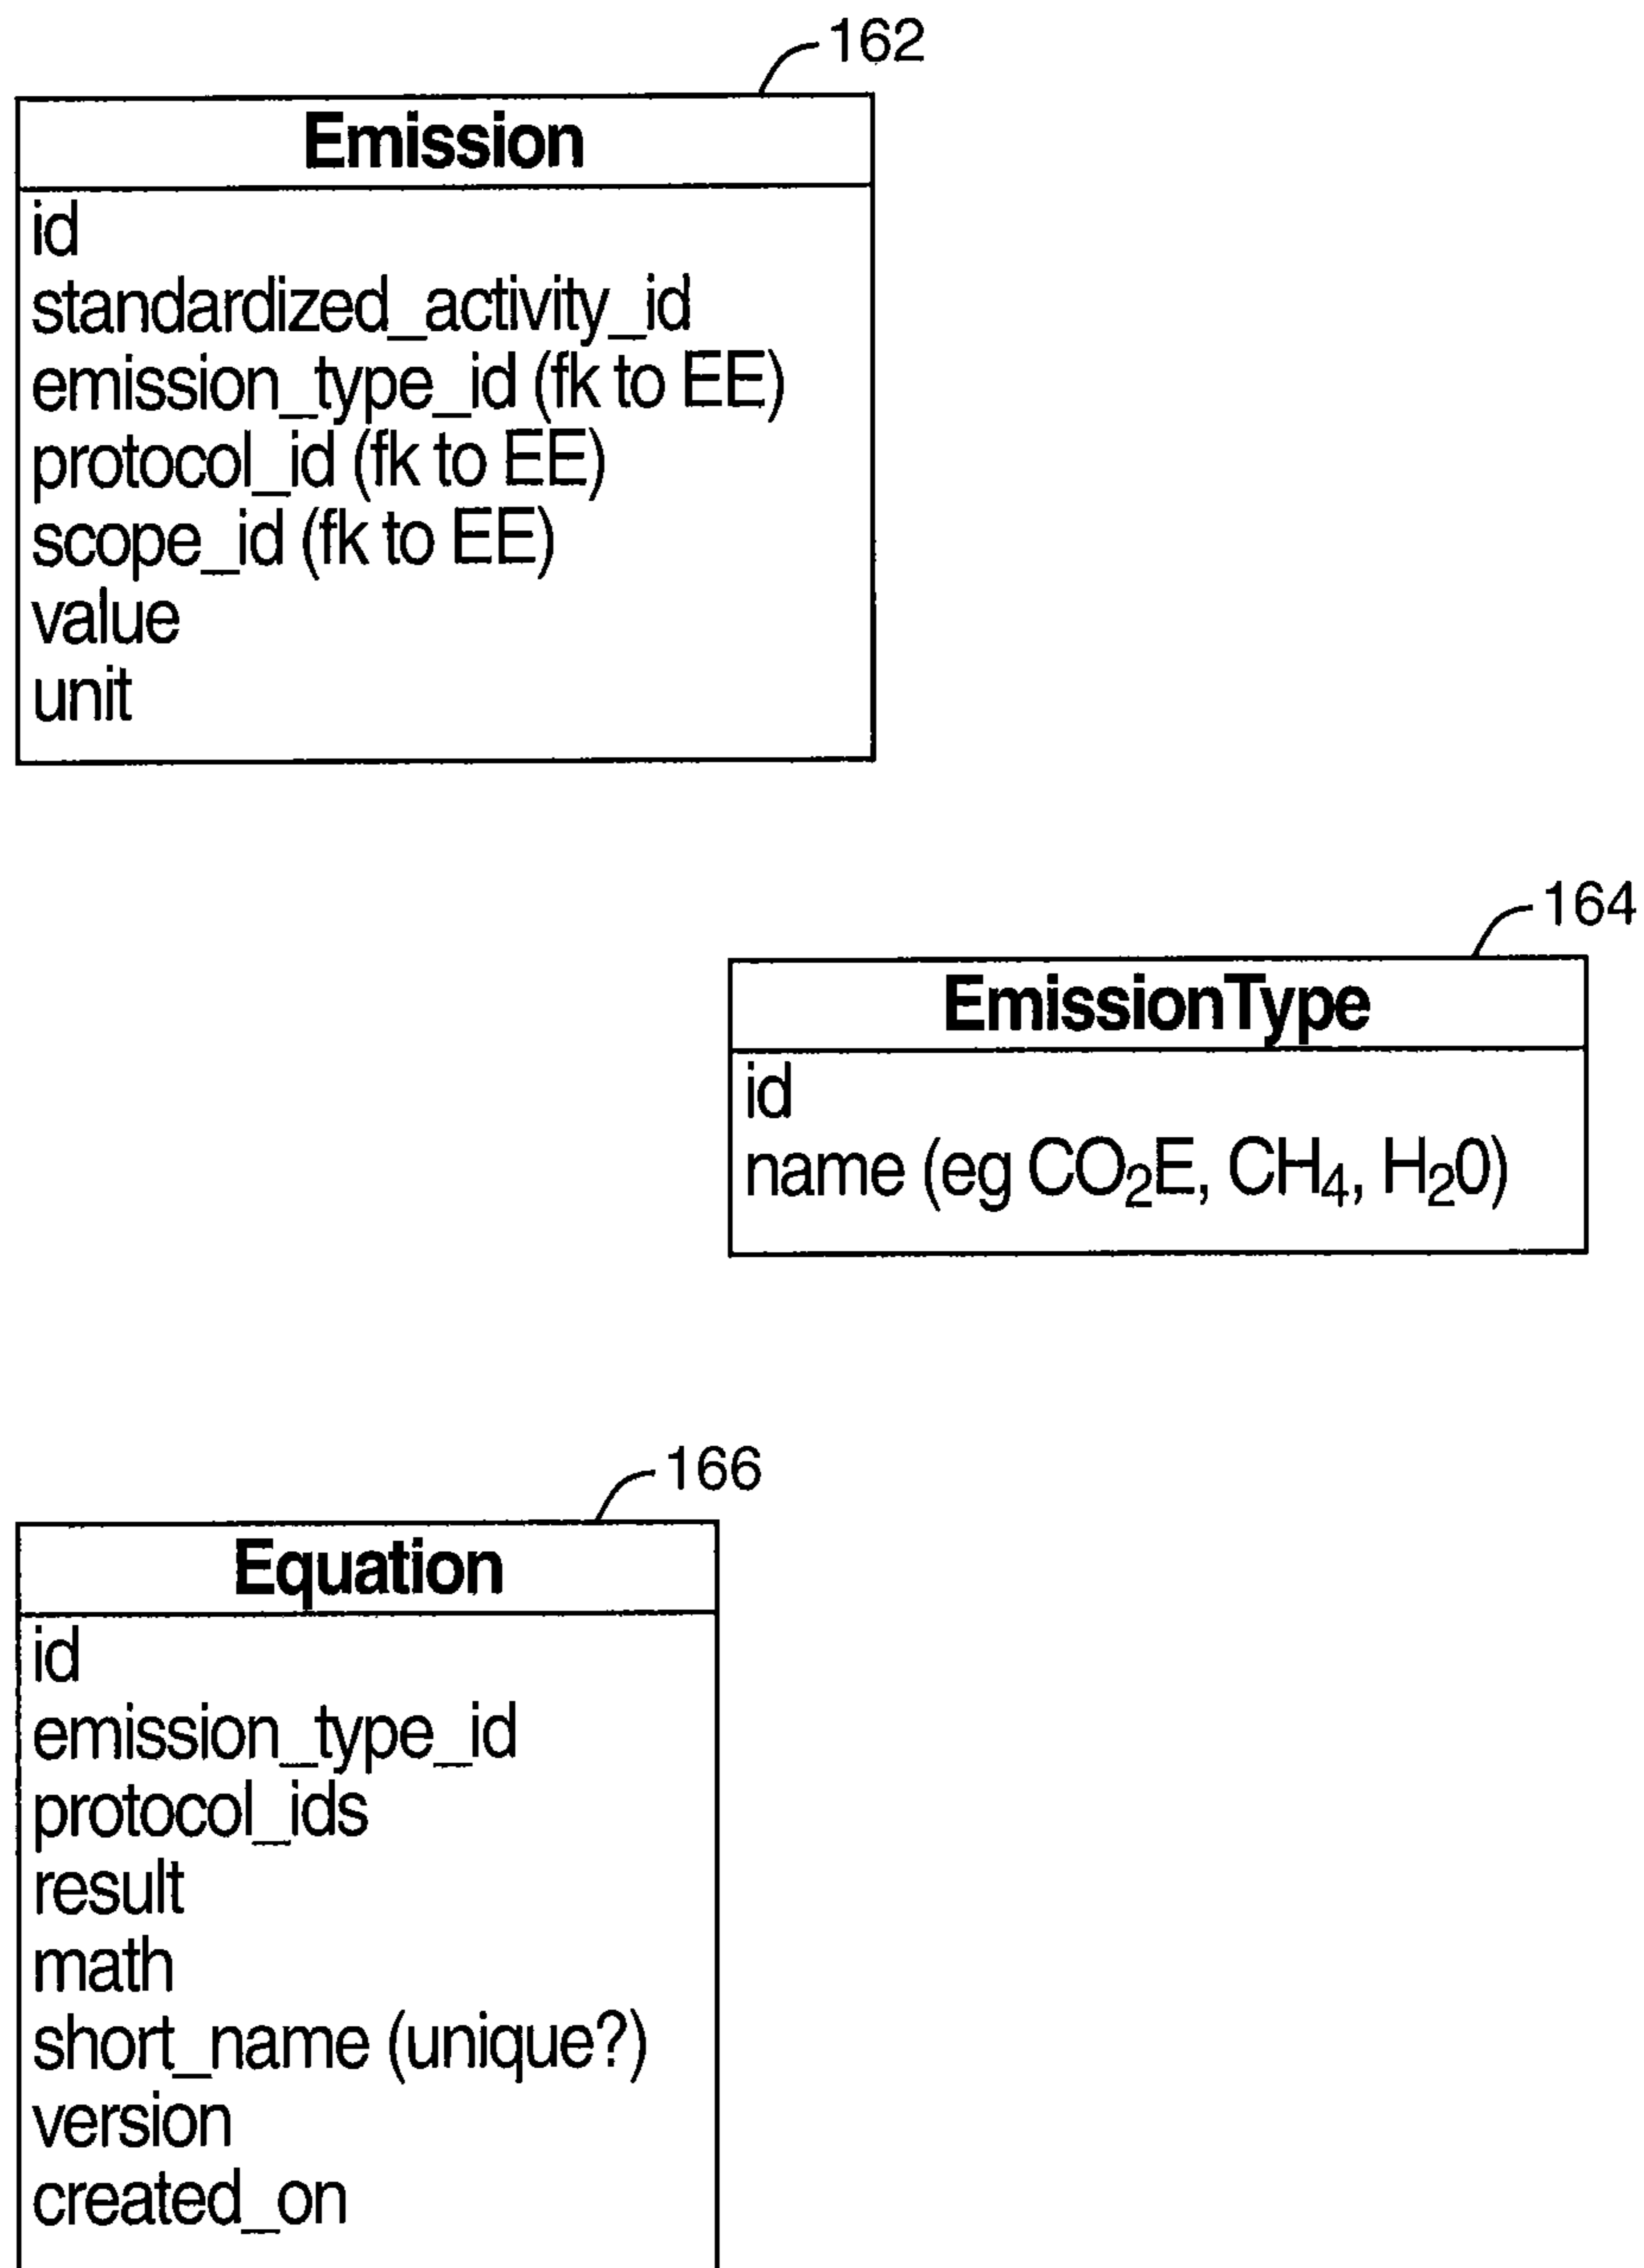 162
Emission
id
standardized_activity_id
emission_type_id (fk to EE)
protocol_id (fk to EE)
scope_id (fk to EE)
value
unit
164
EmissionType
id
name (eg CO₂E, CH₄, H₂0)
166
Equation
id
emission_type_id
protocol_ids
result
math
short_name (unique?)
version
created_on